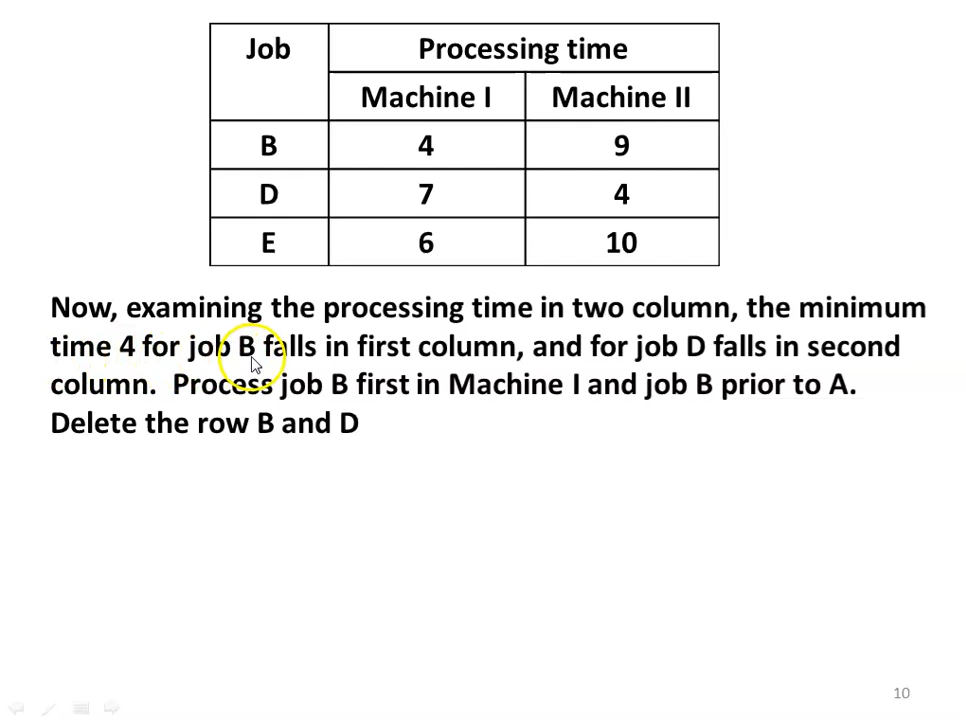 Job Processing time
Machine I Machine II
B 4 9
D 7 4
E 6 10
Now, examining the processing time in two column, the minimum
time 4 for job B falls in first column, and for job D falls in second
column. Process job B first in Machine I and job B prior to A.
Delete the row B and D
10